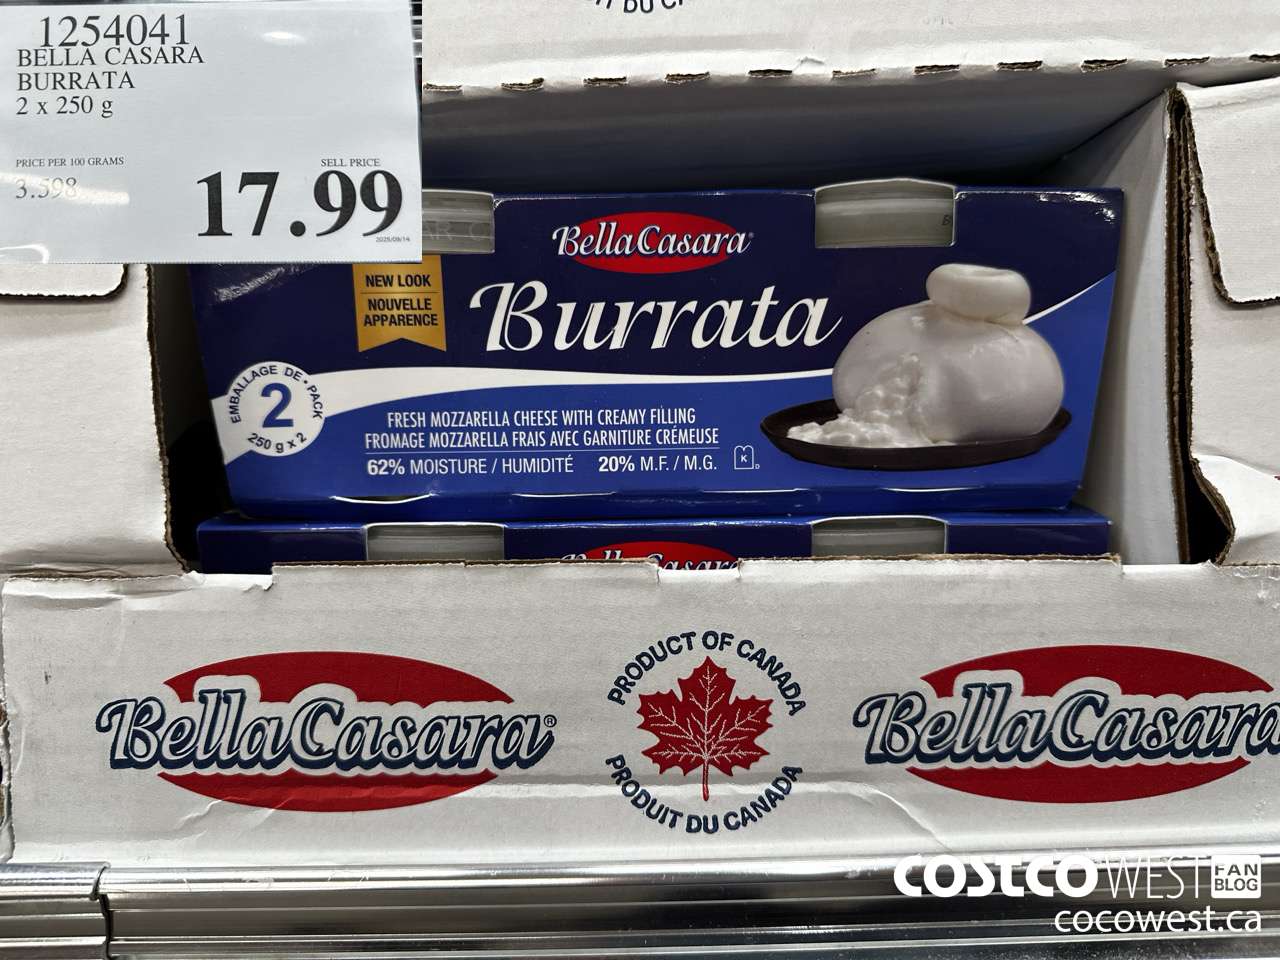 1254041
BELLA CASARA
BURRATA
2 x 250 g
PRICE PER 100 GRAMS
3.598
SELL PRICE
17.99
2025/09/14
BellaCasara®
NEW LOOK
NOUVELLE
APPARENCE
Burrata
EMBALLAGE DE • PACK
2
250 g x 2
FRESH MOZZARELLA CHEESE WITH CREAMY FILLING
FROMAGE MOZZARELLA FRAIS AVEC GARNITURE CRÉMEUSE
62% MOISTURE / HUMIDITÉ 20% M.F. / M.G. K D
BellaCasara
BellaCasara®
PRODUCT OF CANADA
PRODUIT DU CANADA
BellaCasara
COSTCO WEST FAN BLOG
cocowest.ca